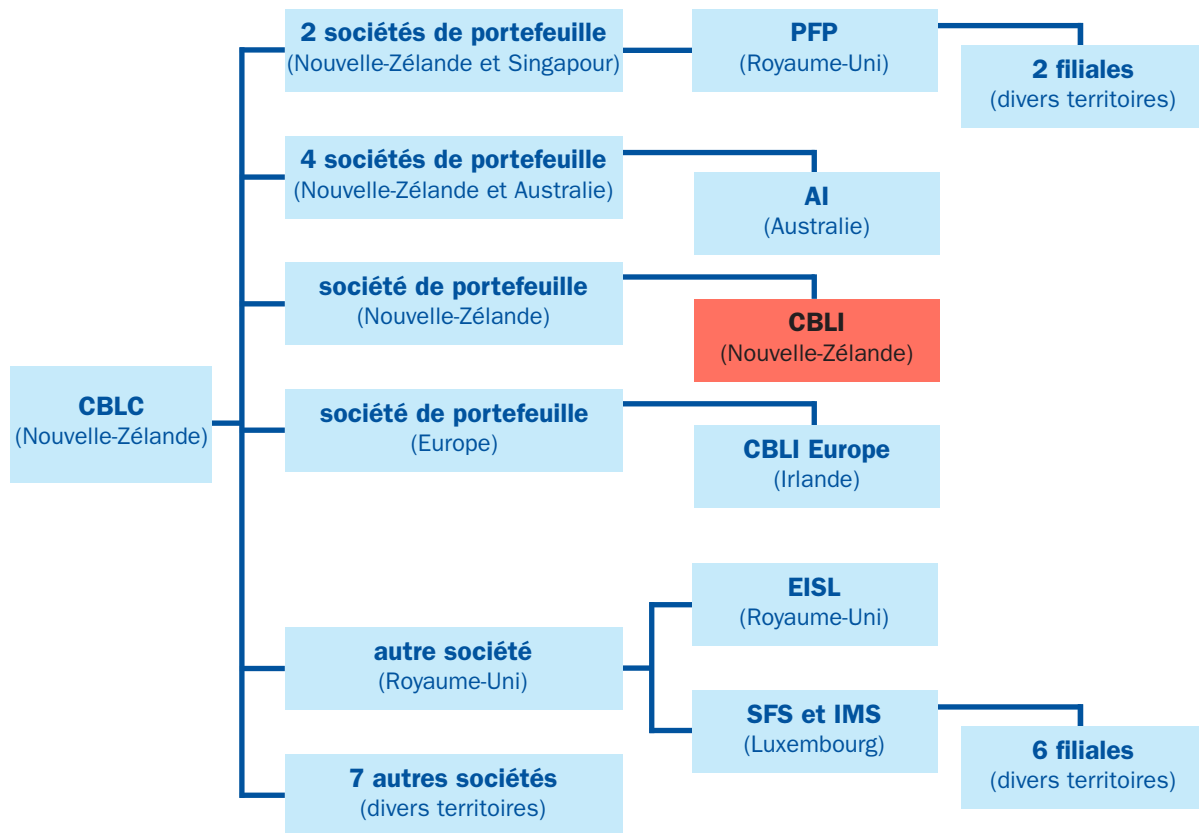 2 sociétés de portefeuille
(Nouvelle-Zélande et Singapour)
PFP
(Royaume-Uni)
2 filiales
(divers territoires)
4 sociétés de portefeuille
(Nouvelle-Zélande et Australie)
AI
(Australie)
société de portefeuille
(Nouvelle-Zélande)
CBLI
(Nouvelle-Zélande)
CBLC
(Nouvelle-Zélande)
société de portefeuille
(Europe)
CBLI Europe
(Irlande)
EISL
(Royaume-Uni)
autre société
(Royaume-Uni)
SFS et IMS
(Luxembourg)
6 filiales
(divers territoires)
7 autres sociétés
(divers territoires)